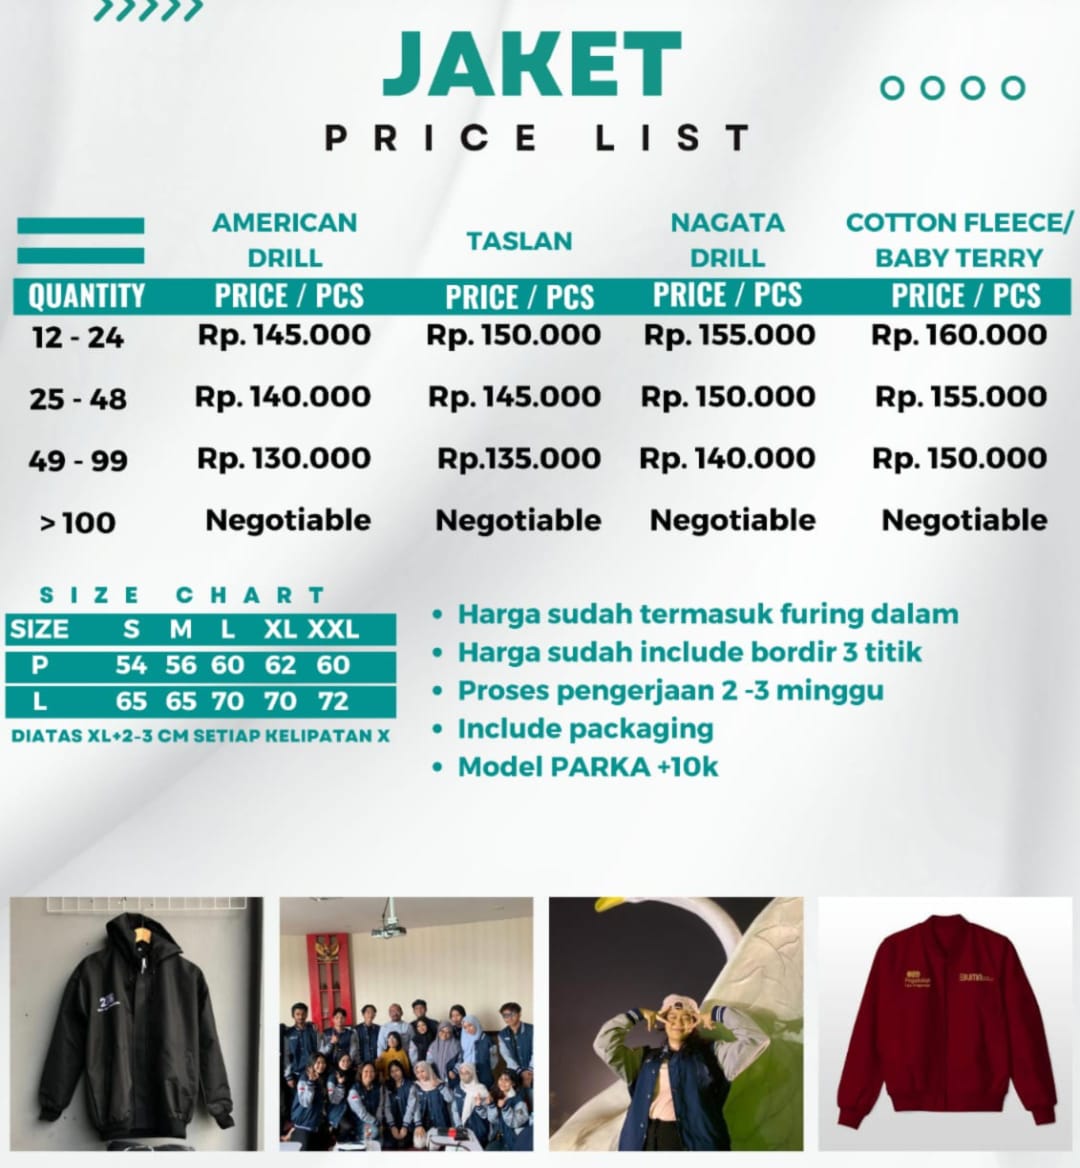 JAKET
PRICE LIST
AMERICAN DRILL TASLAN NAGATA DRILL COTTON FLEECE/ BABY TERRY
QUANTITY PRICE / PCS PRICE / PCS PRICE / PCS PRICE / PCS
12 - 24 Rp. 145.000 Rp. 150.000 Rp. 155.000 Rp. 160.000
25 - 48 Rp. 140.000 Rp. 145.000 Rp. 150.000 Rp. 155.000
49 - 99 Rp. 130.000 Rp.135.000 Rp. 140.000 Rp. 150.000
> 100 Negotiable Negotiable Negotiable Negotiable
SIZE CHART
SIZE S M L XL XXL
P 54 56 60 62 60
L 65 65 70 70 72
DIATAS XL+2-3 CM SETIAP KELIPATAN X
• Harga sudah termasuk furing dalam
• Harga sudah include bordir 3 titik
• Proses pengerjaan 2 -3 minggu
• Include packaging
• Model PARKA +10k